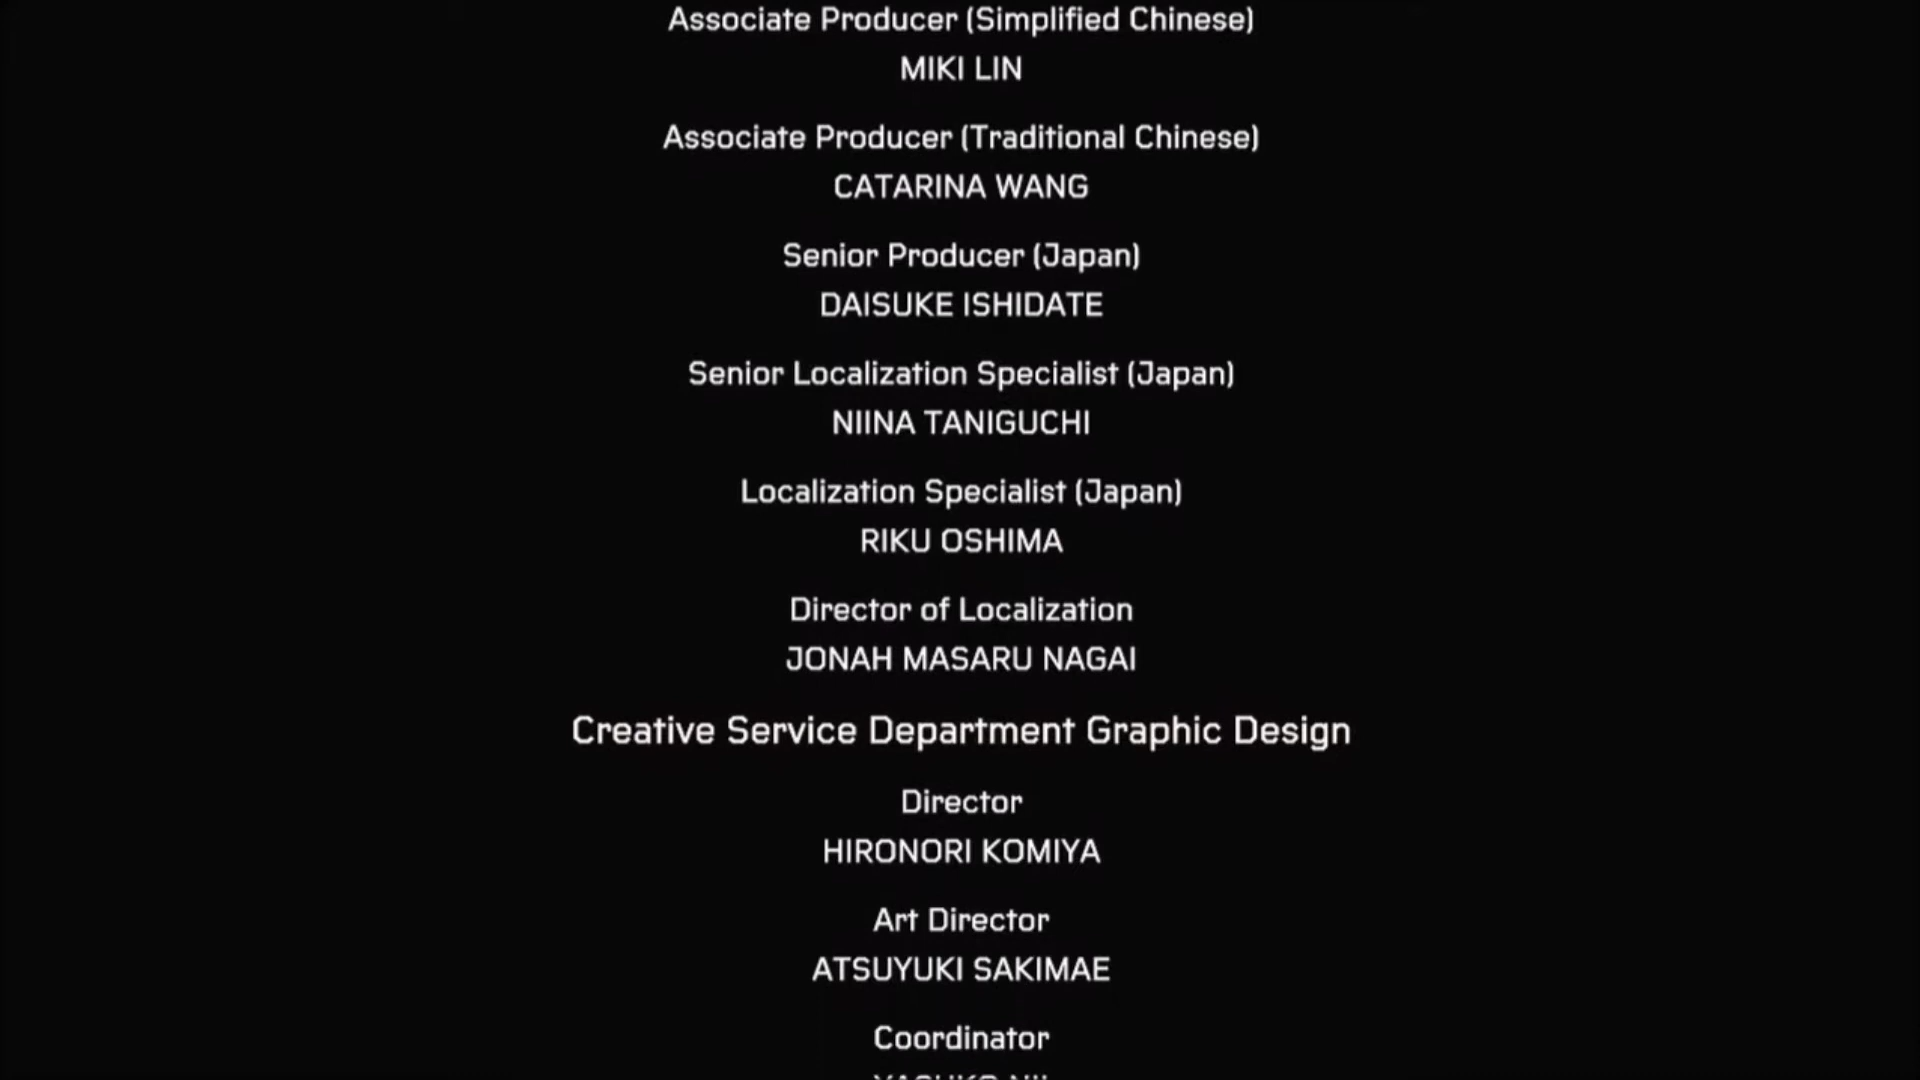 Associate Producer (Simplified Chinese)
MIKI LIN
Associate Producer (Traditional Chinese)
CATARINA WANG
Senior Producer (Japan)
DAISUKE ISHIDATE
Senior Localization Specialist (Japan)
NIINA TANIGUCHI
Localization Specialist (Japan)
RIKU OSHIMA
Director of Localization
JONAH MASARU NAGAI
Creative Service Department Graphic Design
Director
HIRONORI KOMIYA
Art Director
ATSUYUKI SAKIMAE
Coordinator